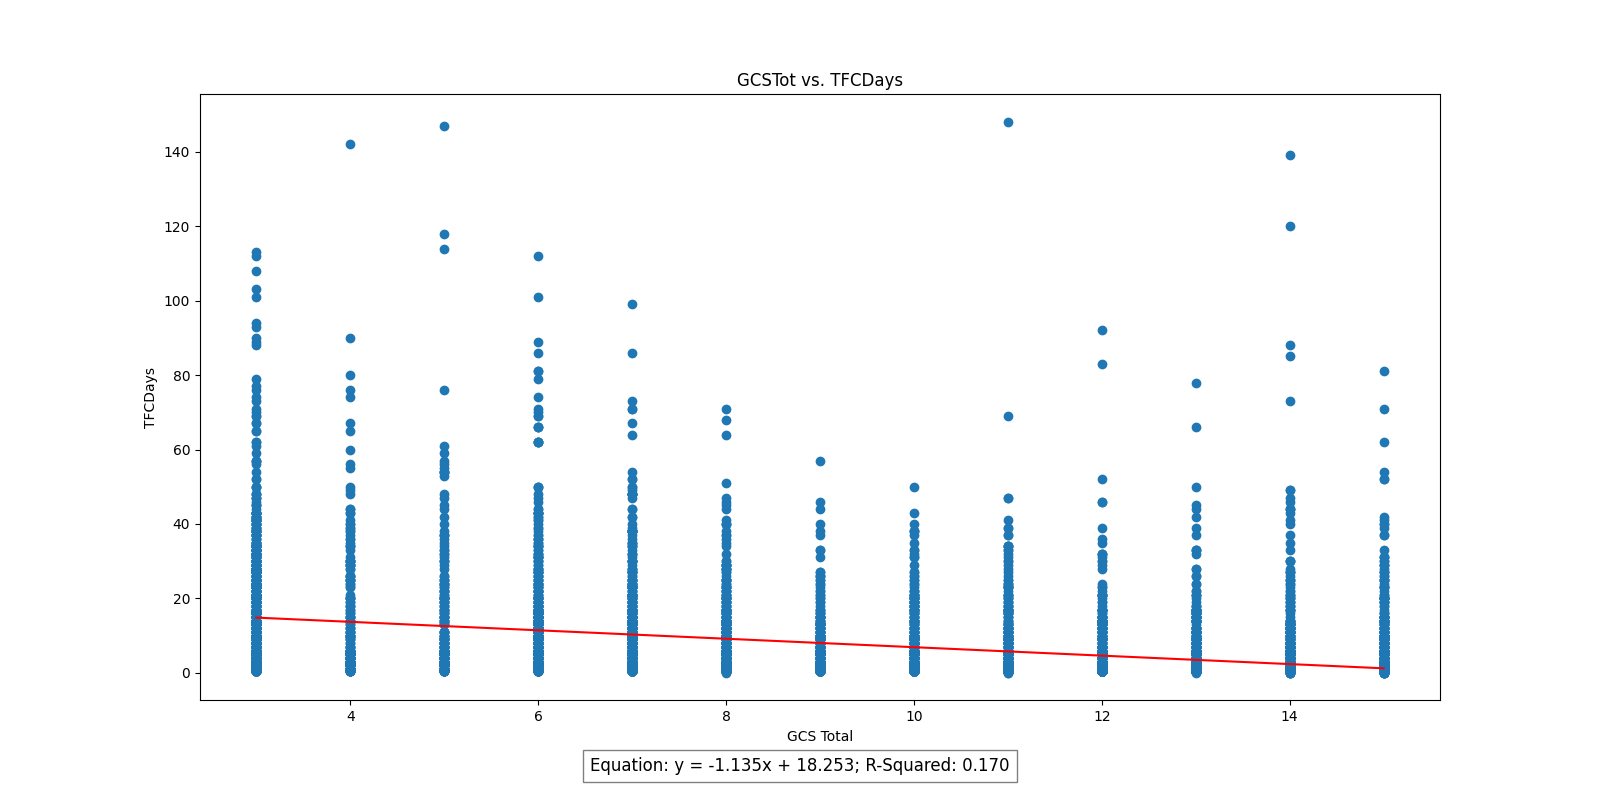 GCSTot vs. TFCDays
140
120
100
80
60
40
20
0
TFCDays
4 6 8 10 12 14
GCS Total
Equation: y = -1.135x + 18.253; R-Squared: 0.170